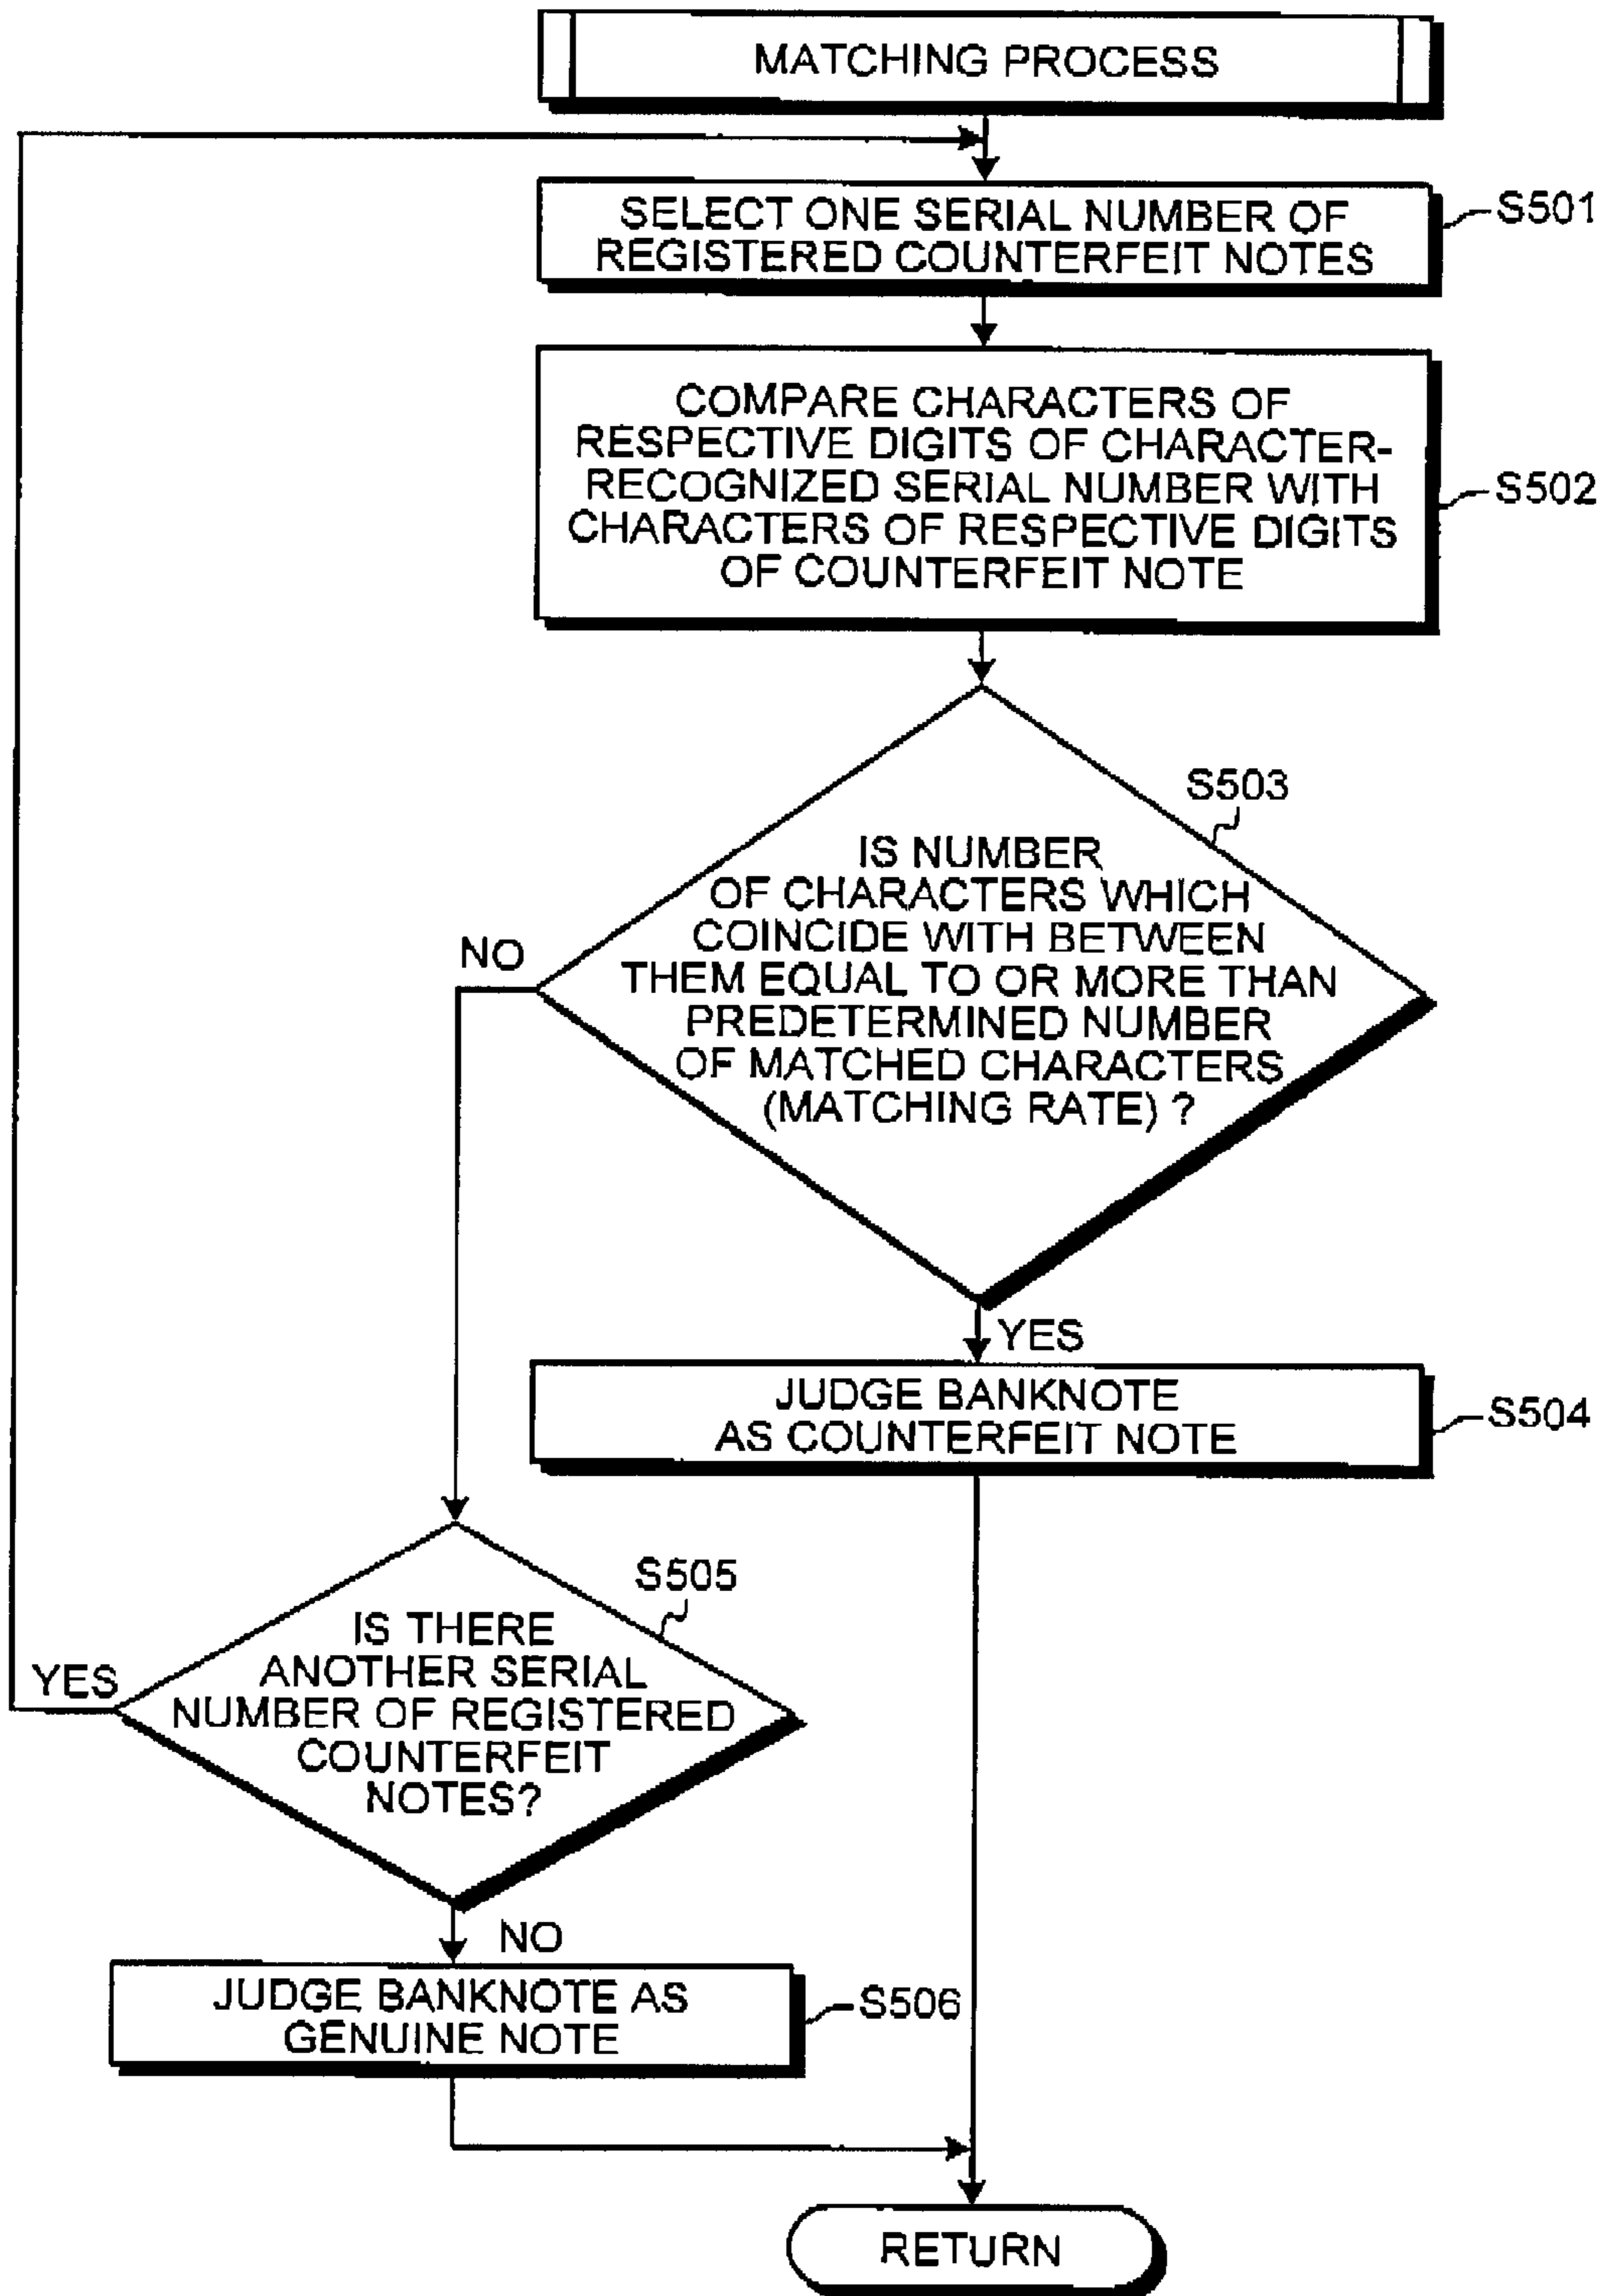 MATCHING PROCESS
SELECT ONE SERIAL NUMBER OF
REGISTERED COUNTERFEIT NOTES
S501
COMPARE CHARACTERS OF
RESPECTIVE DIGITS OF CHARACTER-
RECOGNIZED SERIAL NUMBER WITH
CHARACTERS OF RESPECTIVE DIGITS
OF COUNTERFEIT NOTE
S502
S503
IS NUMBER
OF CHARACTERS WHICH
COINCIDE WITH BETWEEN
THEM EQUAL TO OR MORE THAN
PREDETERMINED NUMBER
OF MATCHED CHARACTERS
(MATCHING RATE) ?
NO
YES
JUDGE BANKNOTE
AS COUNTERFEIT NOTE
S504
S505
IS THERE
ANOTHER SERIAL
NUMBER OF REGISTERED
COUNTERFEIT
NOTES?
YES
NO
JUDGE BANKNOTE AS
GENUINE NOTE
S506
RETURN